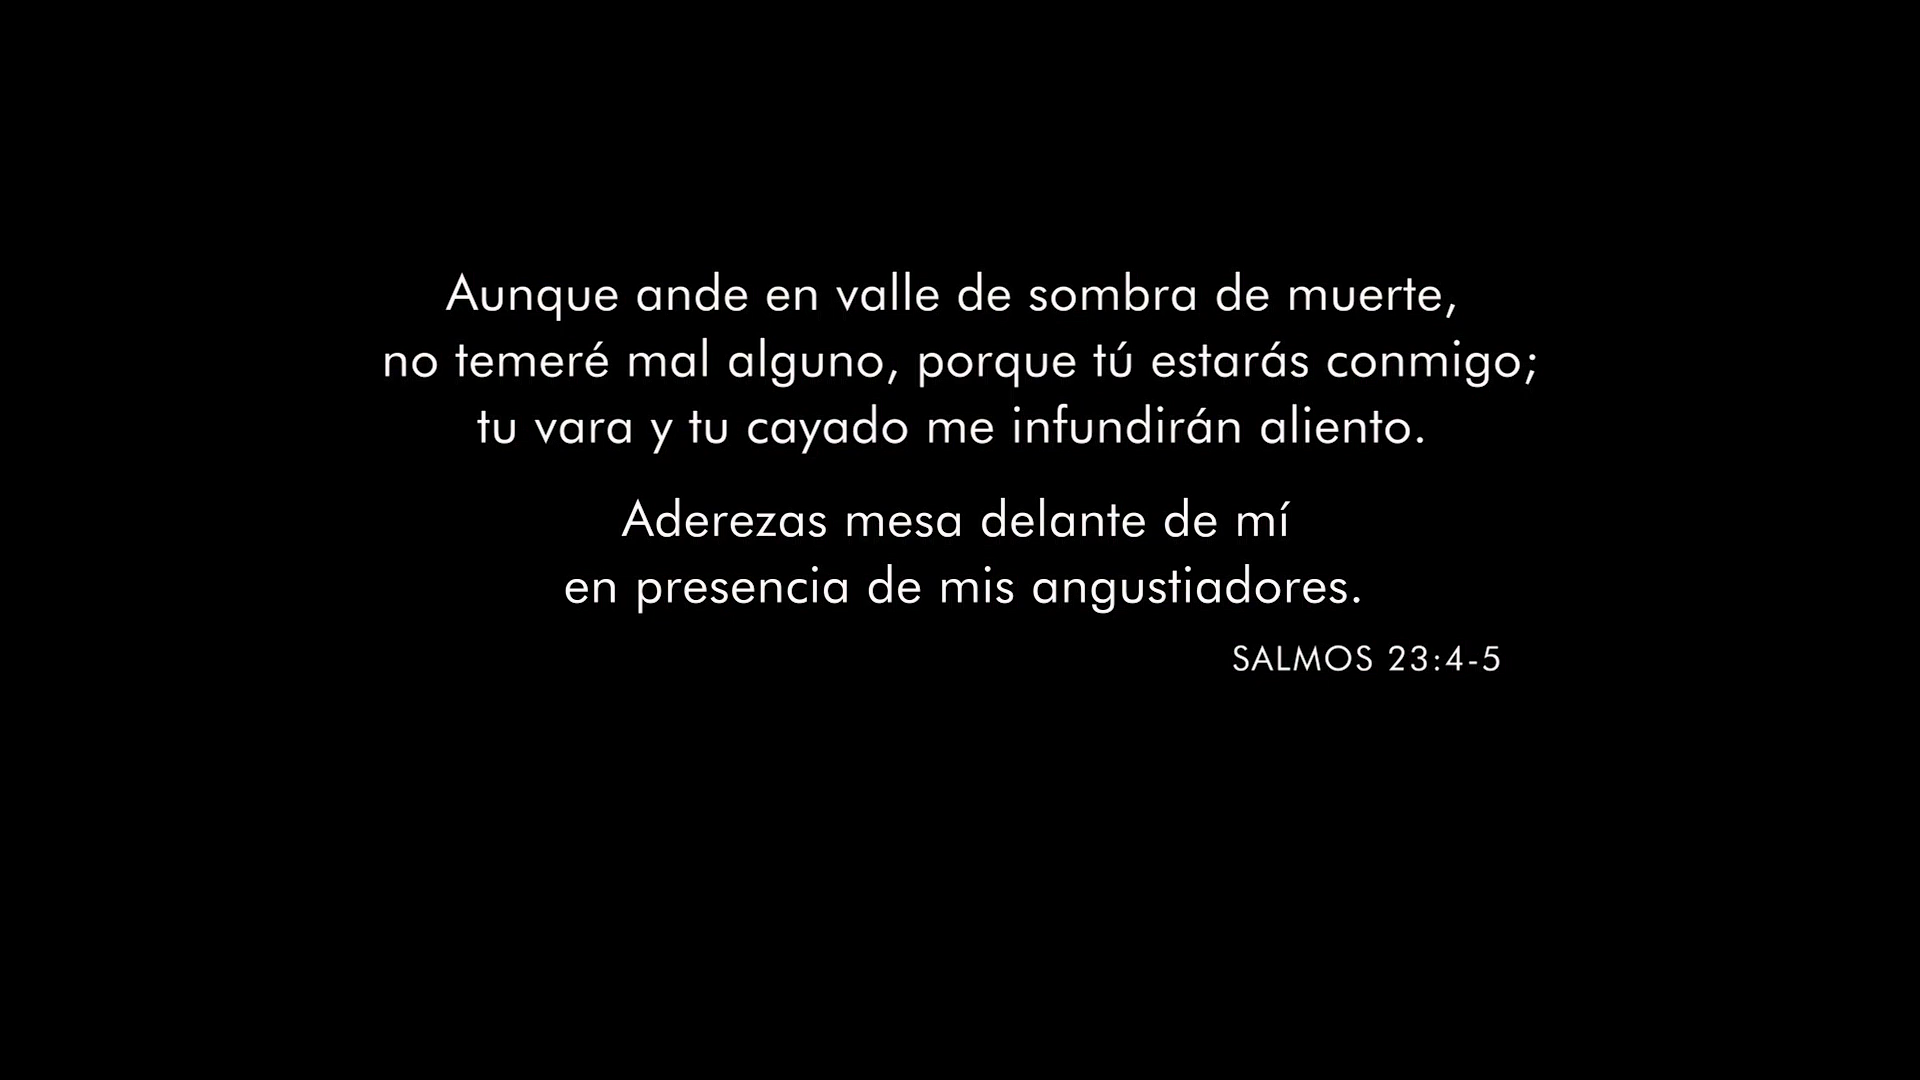 Aunque ande en valle de sombra de muerte,
no temeré mal alguno, porque tú estarás conmigo;
tu vara y tu cayado me infundirán aliento.
Aderezas mesa delante de mí
en presencia de mis angustiadores.
SALMOS 23:4-5